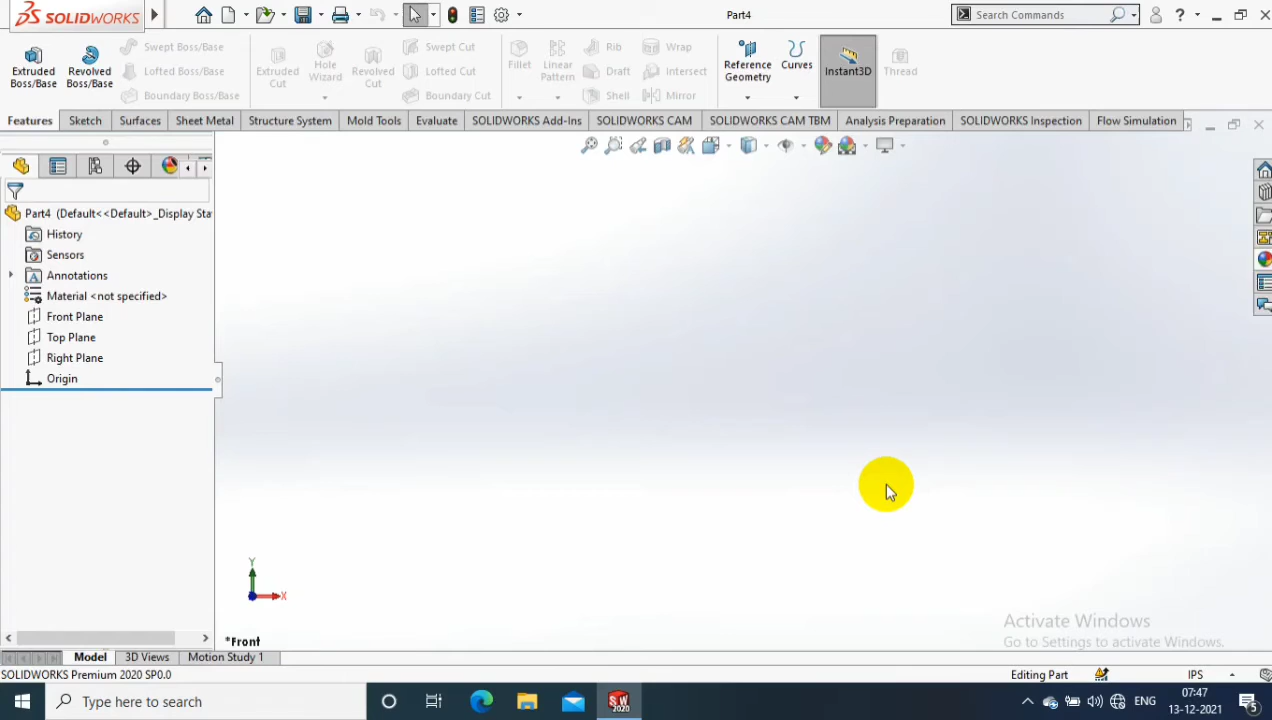 SOLIDWORKS
Part4
Search Commands
Extruded Boss/Base
Revolved Boss/Base
Swept Boss/Base
Lofted Boss/Base
Boundary Boss/Base
Extruded Cut
Hole Wizard
Revolved Cut
Swept Cut
Lofted Cut
Boundary Cut
Fillet
Linear Pattern
Rib
Draft
Shell
Wrap
Intersect
Mirror
Reference Geometry
Curves
Instant3D
Thread
Features
Sketch
Surfaces
Sheet Metal
Structure System
Mold Tools
Evaluate
SOLIDWORKS Add-Ins
SOLIDWORKS CAM
SOLIDWORKS CAM TBM
Analysis Preparation
SOLIDWORKS Inspection
Flow Simulation
Part4 (Default<<Default>_Display Sta
History
Sensors
Annotations
Material <not specified>
Front Plane
Top Plane
Right Plane
Origin
Y
X
*Front
Activate Windows
Go to Settings to activate Windows.
Model
3D Views
Motion Study 1
SOLIDWORKS Premium 2020 SP0.0
Editing Part
IPS
Type here to search
SW
2020
ENG
07:47
13-12-2021
5